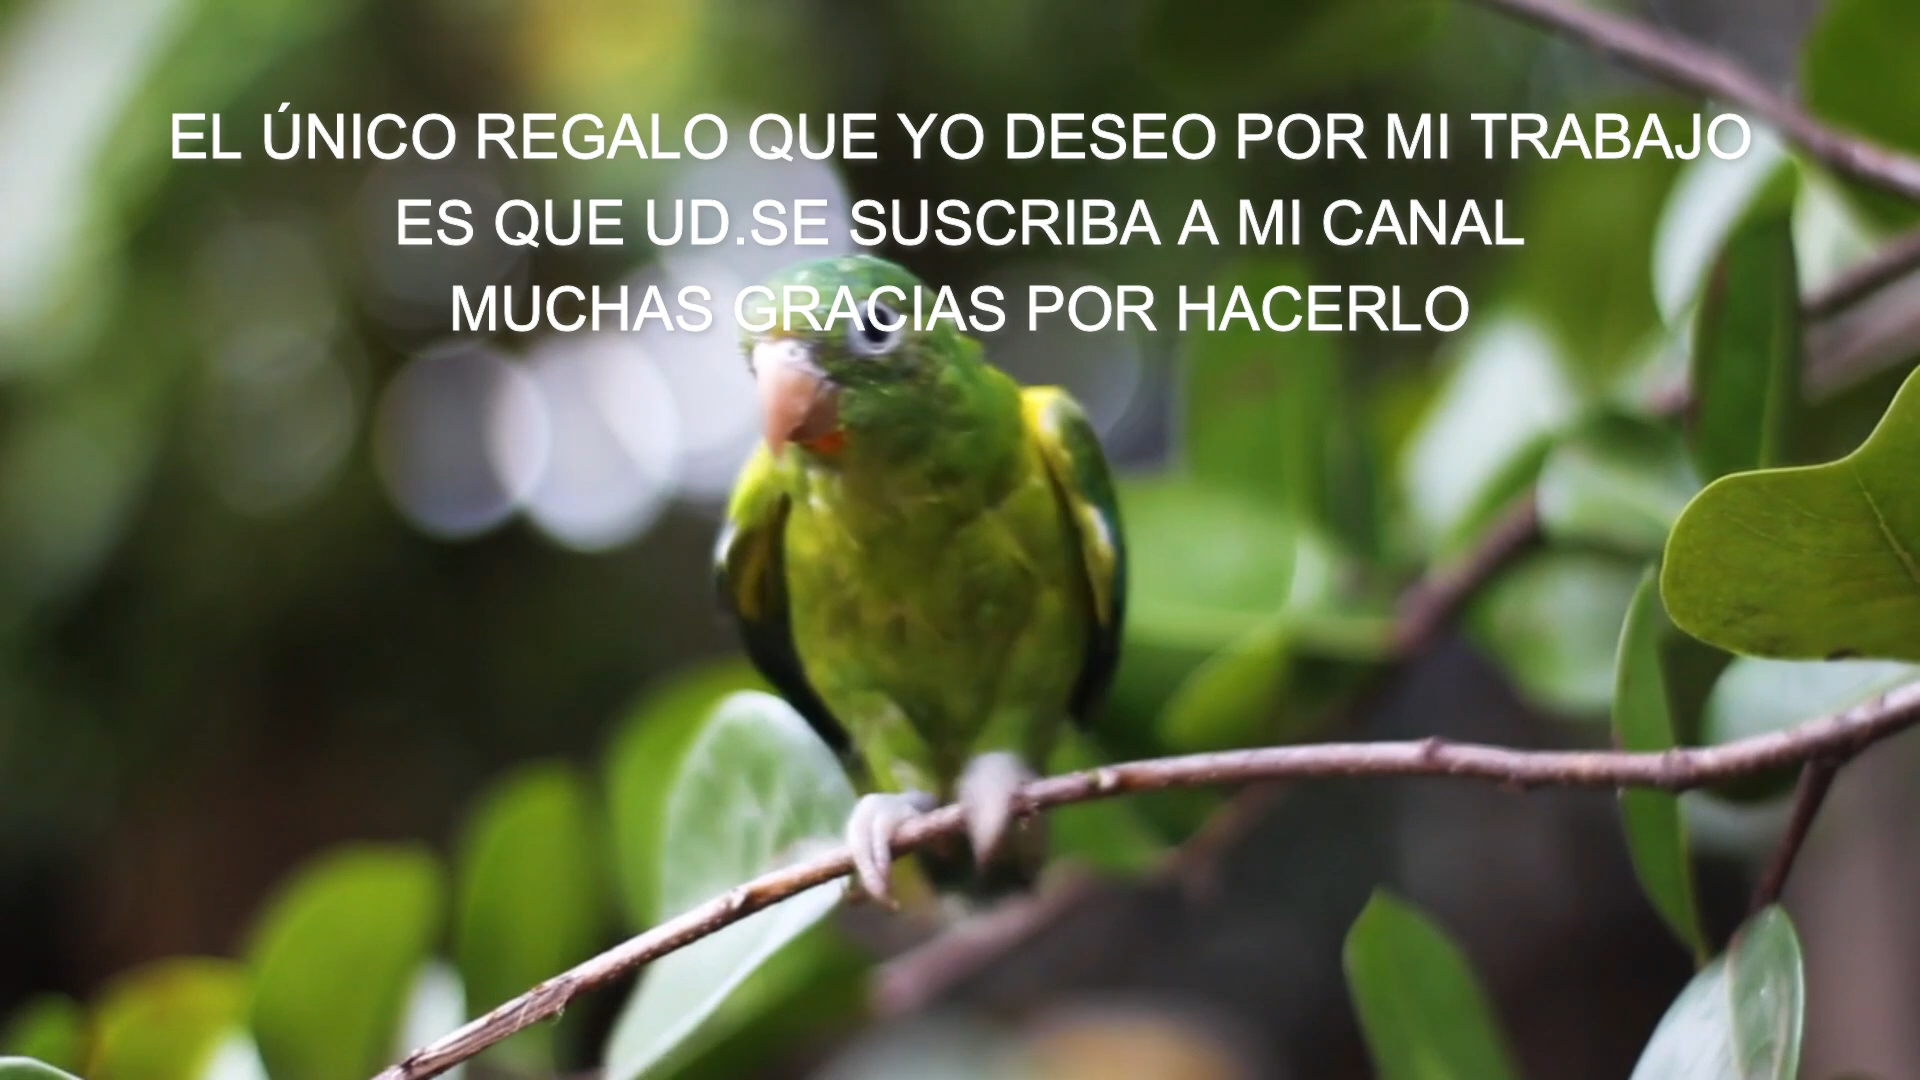 EL ÚNICO REGALO QUE YO DESEO POR MI TRABAJO
ES QUE UD.SE SUSCRIBA A MI CANAL
MUCHAS GRACIAS POR HACERLO